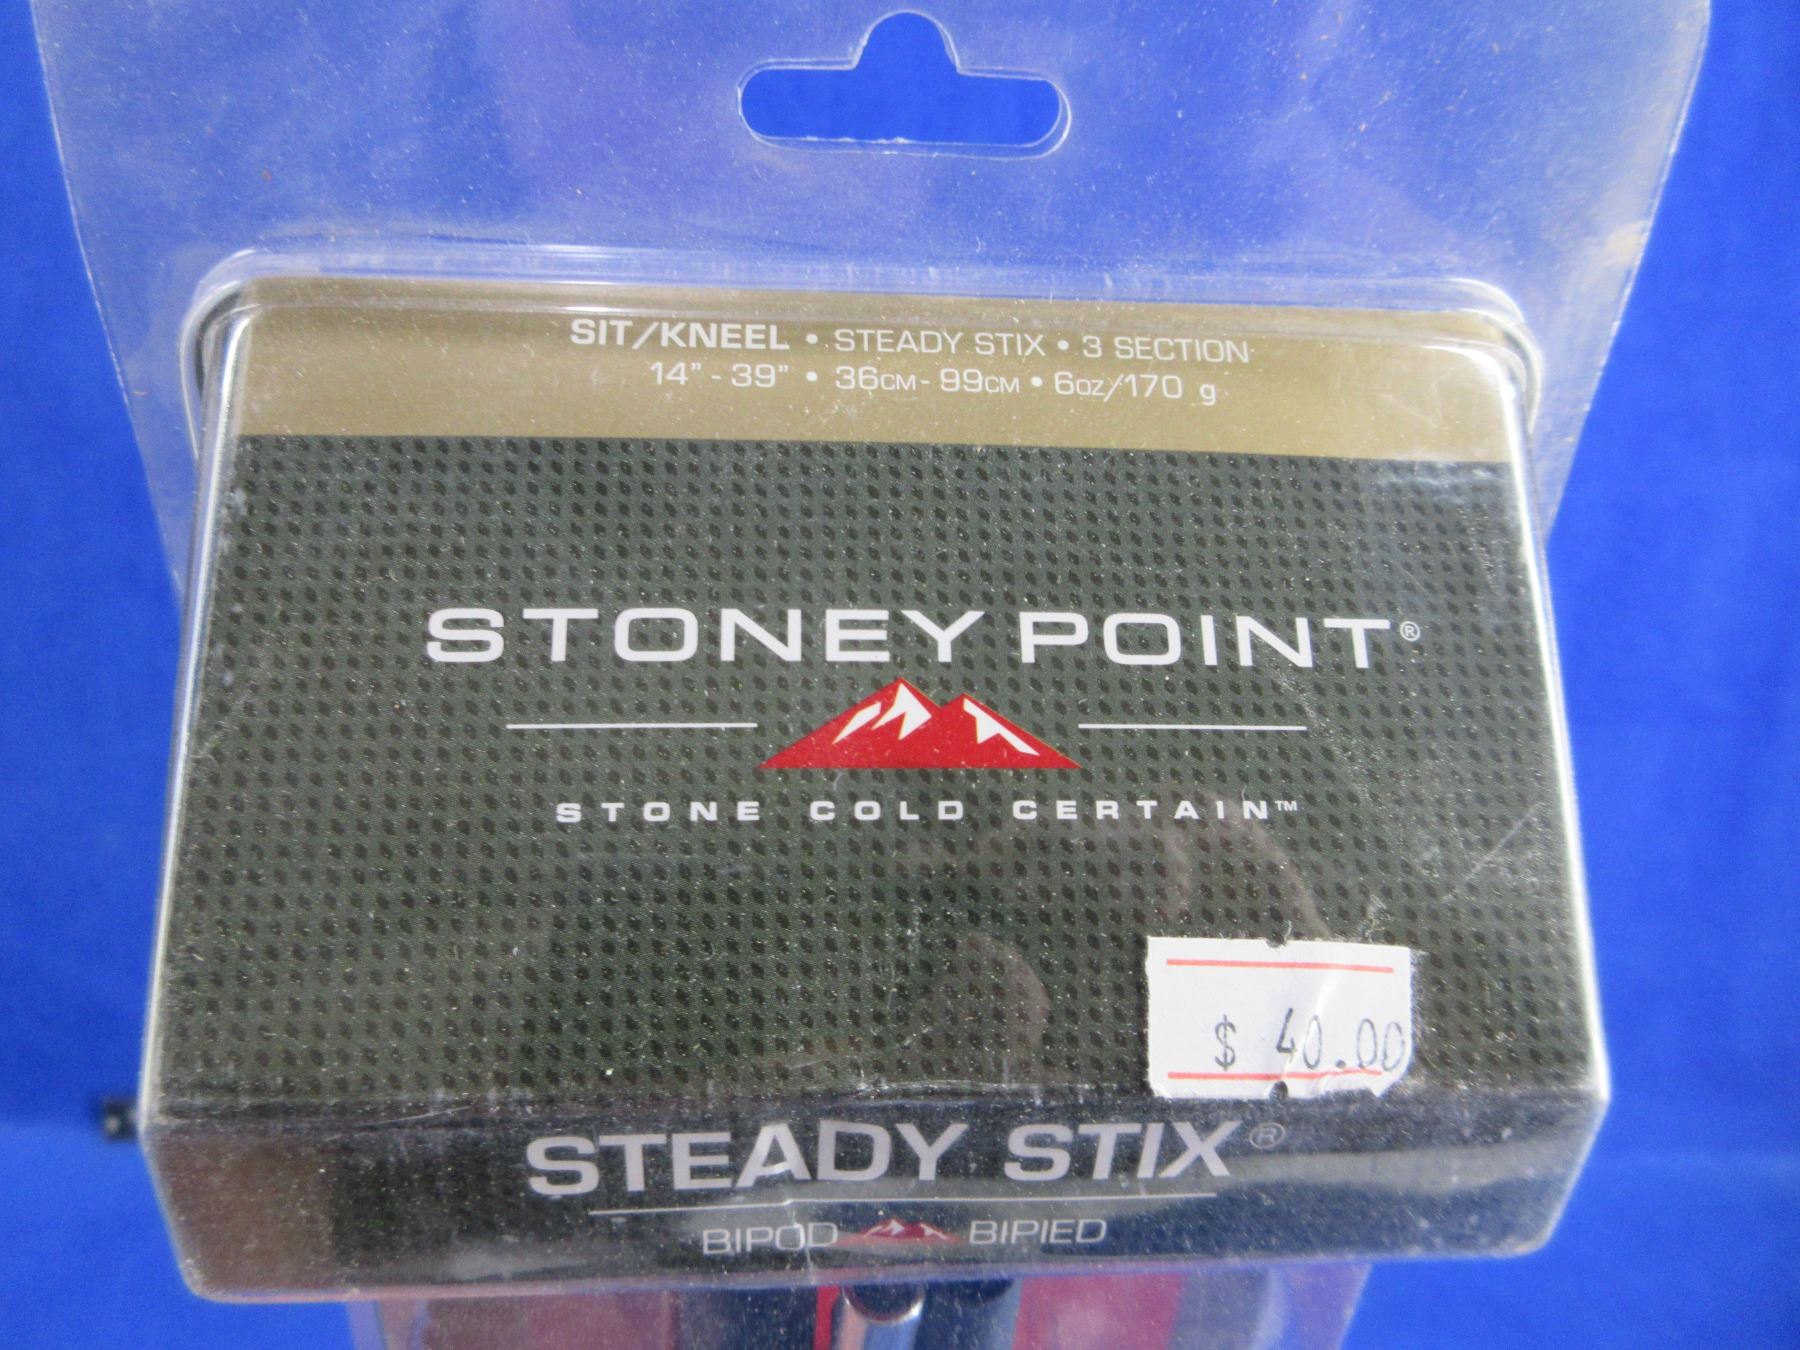 SIT/KNEEL • STEADY STIX • 3 SECTION
14" - 39" • 36CM - 99CM • 6OZ/170 g
STONEY POINT®
STONE COLD CERTAIN™
$ 40.00
STEADY STIX®
BIPOD BIPIED